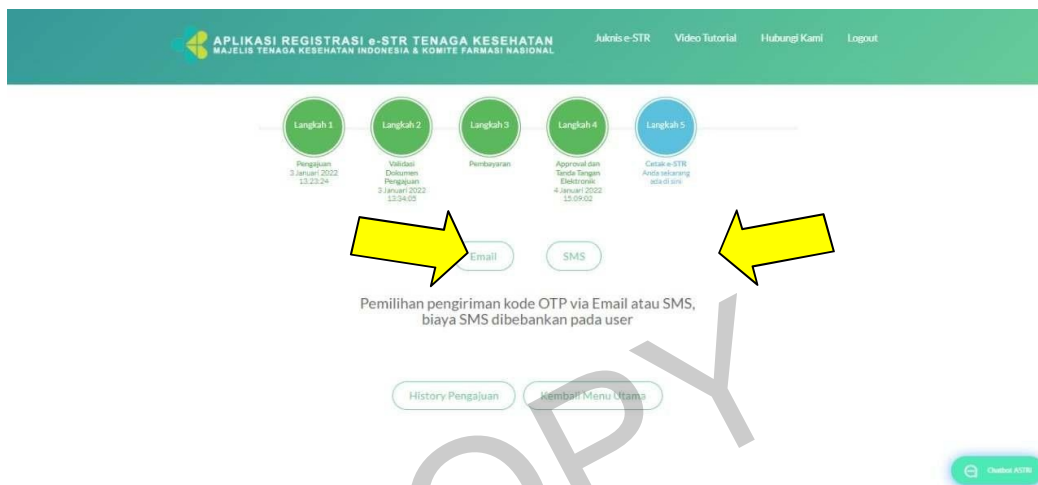 APLIKASI REGISTRASI e-STR TENAGA KESEHATAN
MAJELIS TENAGA KESEHATAN INDONESIA & KOMITE FARMASI NASIONAL
Juknis e-STR Video Tutorial Hubungi Kami Logout
Langkah 1 Langkah 2 Langkah 3 Langkah 4 Langkah 5
Pengajuan
3 Januari 2022
13:23:24
Validasi
Dokumen
Pengajuan
3 Januari 2022
13:34:05
Pembayaran
Approval dan
Tanda Tangan
Elektronik
4 Januari 2022
15:09:02
Cetak e-STR
Anda sekarang
ada di sini
Email SMS
Pemilihan pengiriman kode OTP via Email atau SMS,
biaya SMS dibebankan pada user
History Pengajuan Kembali Menu Utama
OPY
Chatbot ASTRI